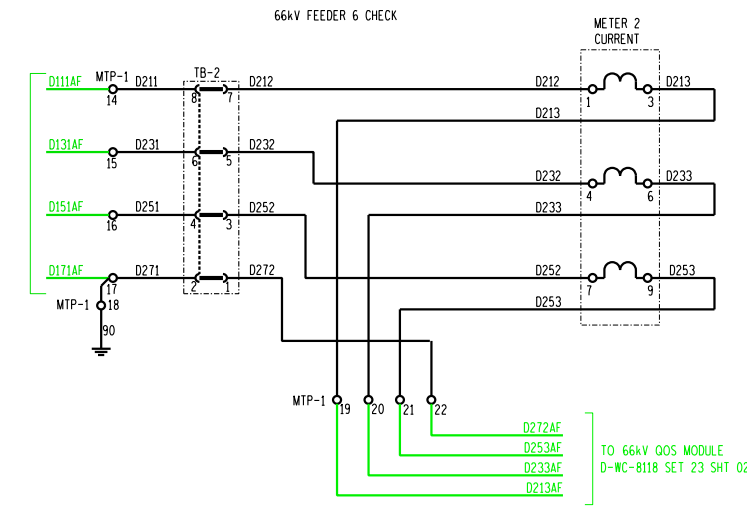 66kV FEEDER 6 CHECK
METER 2
CURRENT
D111AF MTP-1 D211 TB-2 D212 D212 D213
14 8 7 1 3
D213
D131AF D231 D232
15 6 5
D232 D233
4 6
D151AF D251 D252 D233
16 4 3
D171AF D271 D272 D252 D253
17 2 1 7 9
MTP-1 18 D253
90
MTP-1 19 20 21 22
D272AF
D253AF TO 66kV QOS MODULE
D233AF D-WC-8118 SET 23 SHT 02
D213AF